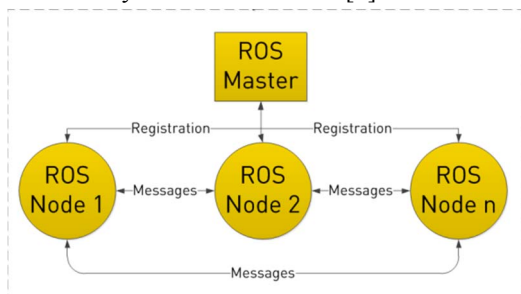 ROS
Master
Registration
Registration
ROS
Node 1
Messages
ROS
Node 2
Messages
ROS
Node n
Messages